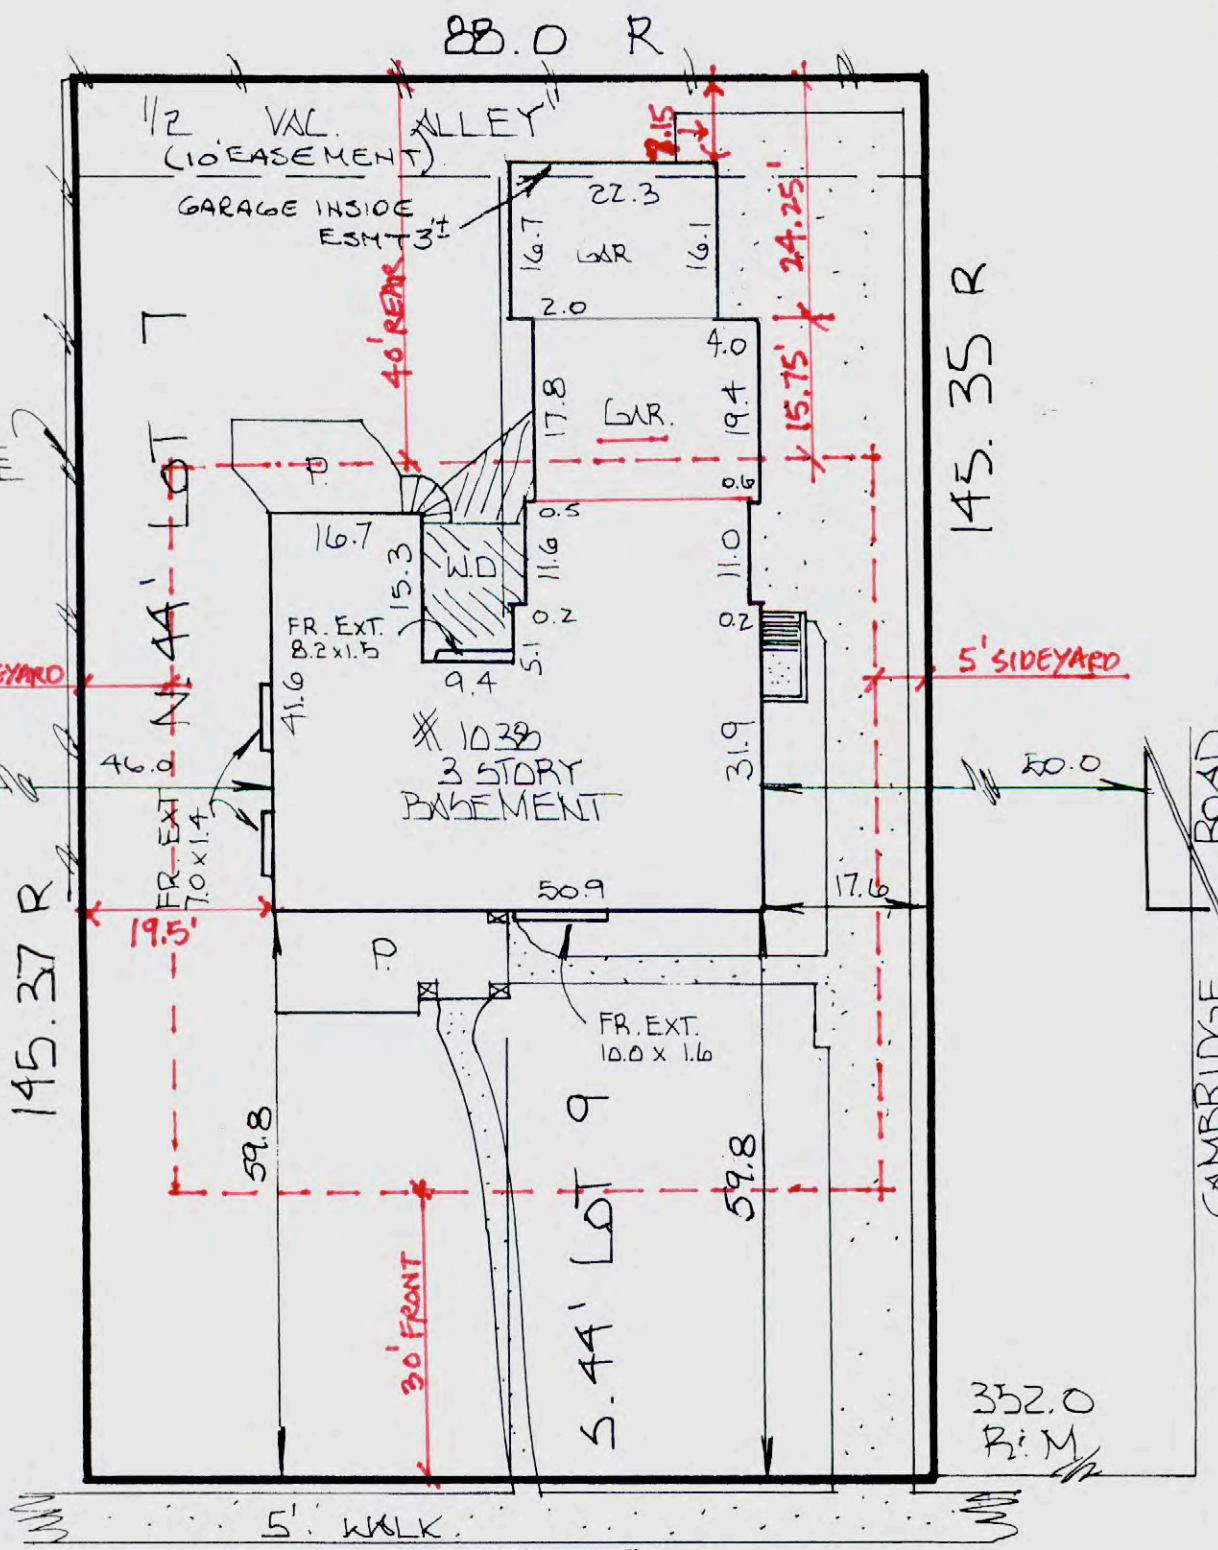 88.0 R
1/2 VAC. ALLEY
(10' EASEMENT)
GARAGE INSIDE
ESMT 3'±
22.3
16.7
GAR
16.1
2.0
4.0
24.25'
15.75'
40' REAR
17.8
GAR.
19.4
0.6
0.5
145.35 R
N. 44' LOT 7
P.
16.7
15.3
W.D
11.6
11.0
0.2
0.2
FR. EXT.
8.2 x 1.5
5.1
9.4
41.6
EYARD
5' SIDEYARD
# 1038
3 STORY
BASEMENT
31.9
46.0
50.0
FR. EXT
7.0 x 1.4
50.9
17.6
19.5'
P
145.37 R
FR. EXT.
10.0 x 1.6
59.8
59.8
S. 44' LOT 9
30' FRONT
CAMBRIDGE ROAD
352.0
R ; M
5' WALK.